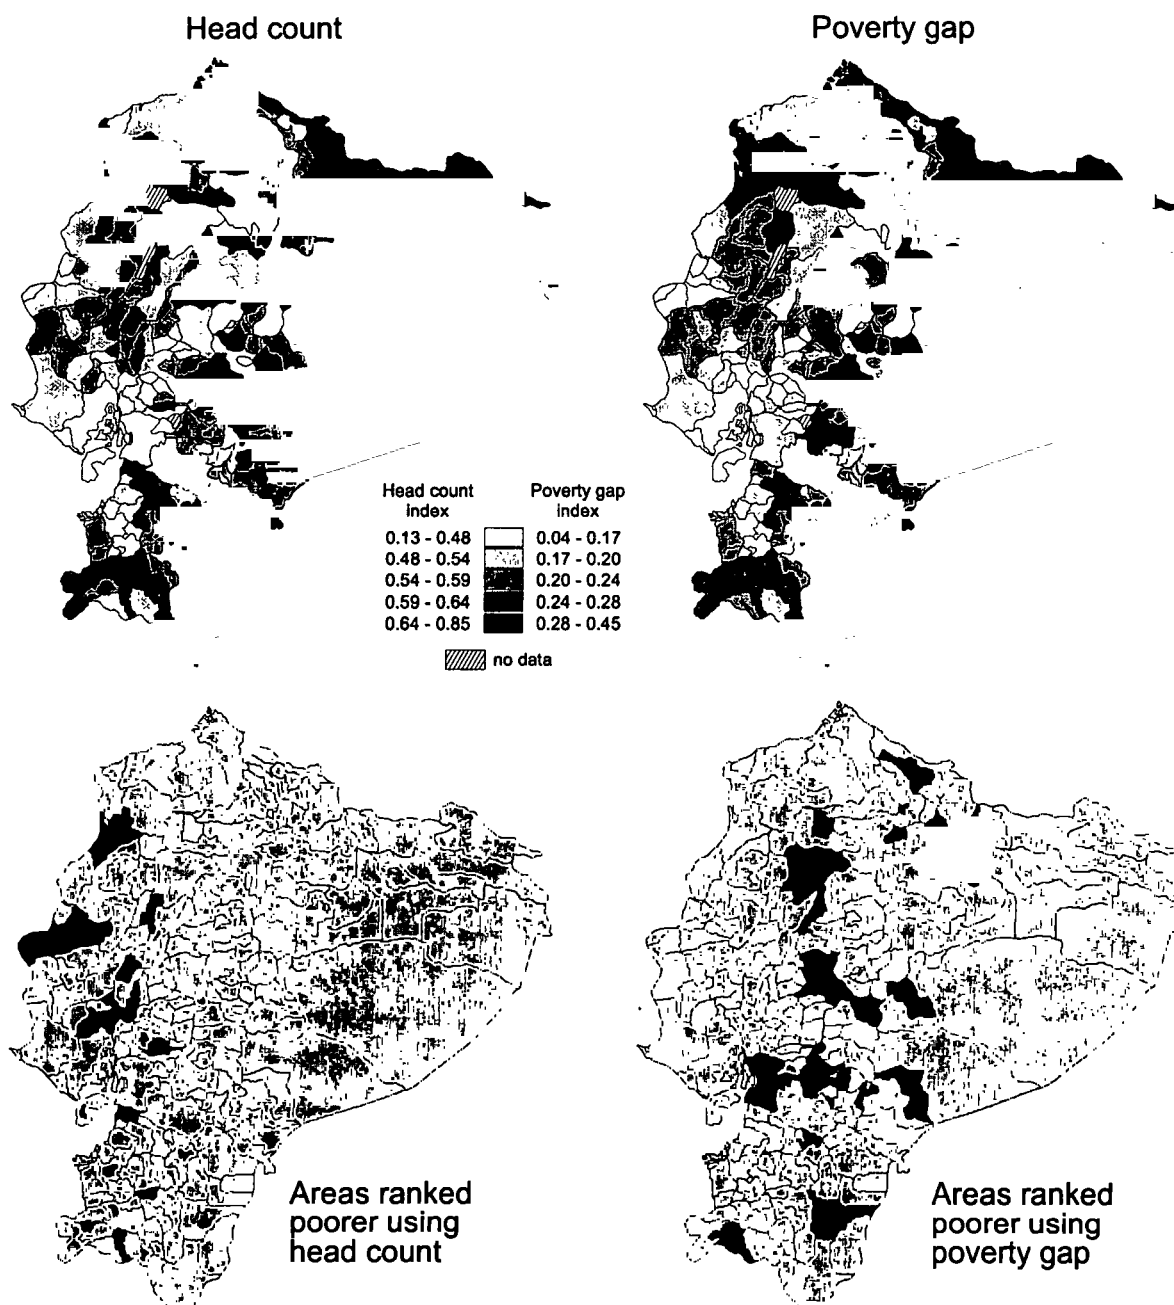 Head count
Poverty gap
Head count
index
Poverty gap
index
0.13 - 0.48
0.04 - 0.17
0.48 - 0.54
0.17 - 0.20
0.54 - 0.59
0.20 - 0.24
0.59 - 0.64
0.24 - 0.28
0.64 - 0.85
0.28 - 0.45
no data
Areas ranked
poorer using
head count
Areas ranked
poorer using
poverty gap